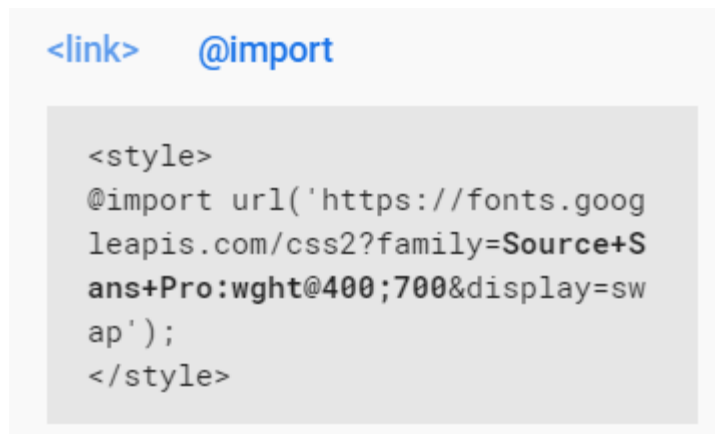 <link> @import
<style>
@import url('https://fonts.goog
leapis.com/css2?family=Source+S
ans+Pro:wght@400;700&display=sw
ap');
</style>